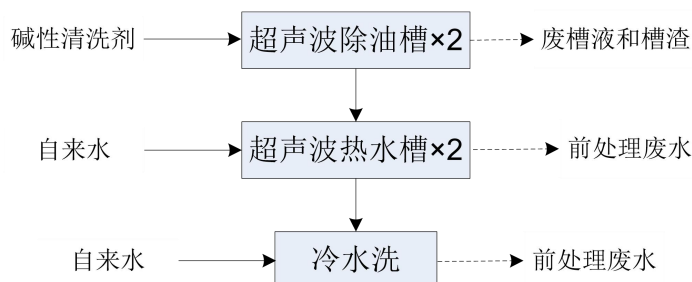 碱性清洗剂
超声波除油槽×2
废槽液和槽渣
自来水
超声波热水槽×2
前处理废水
自来水
冷水洗
前处理废水